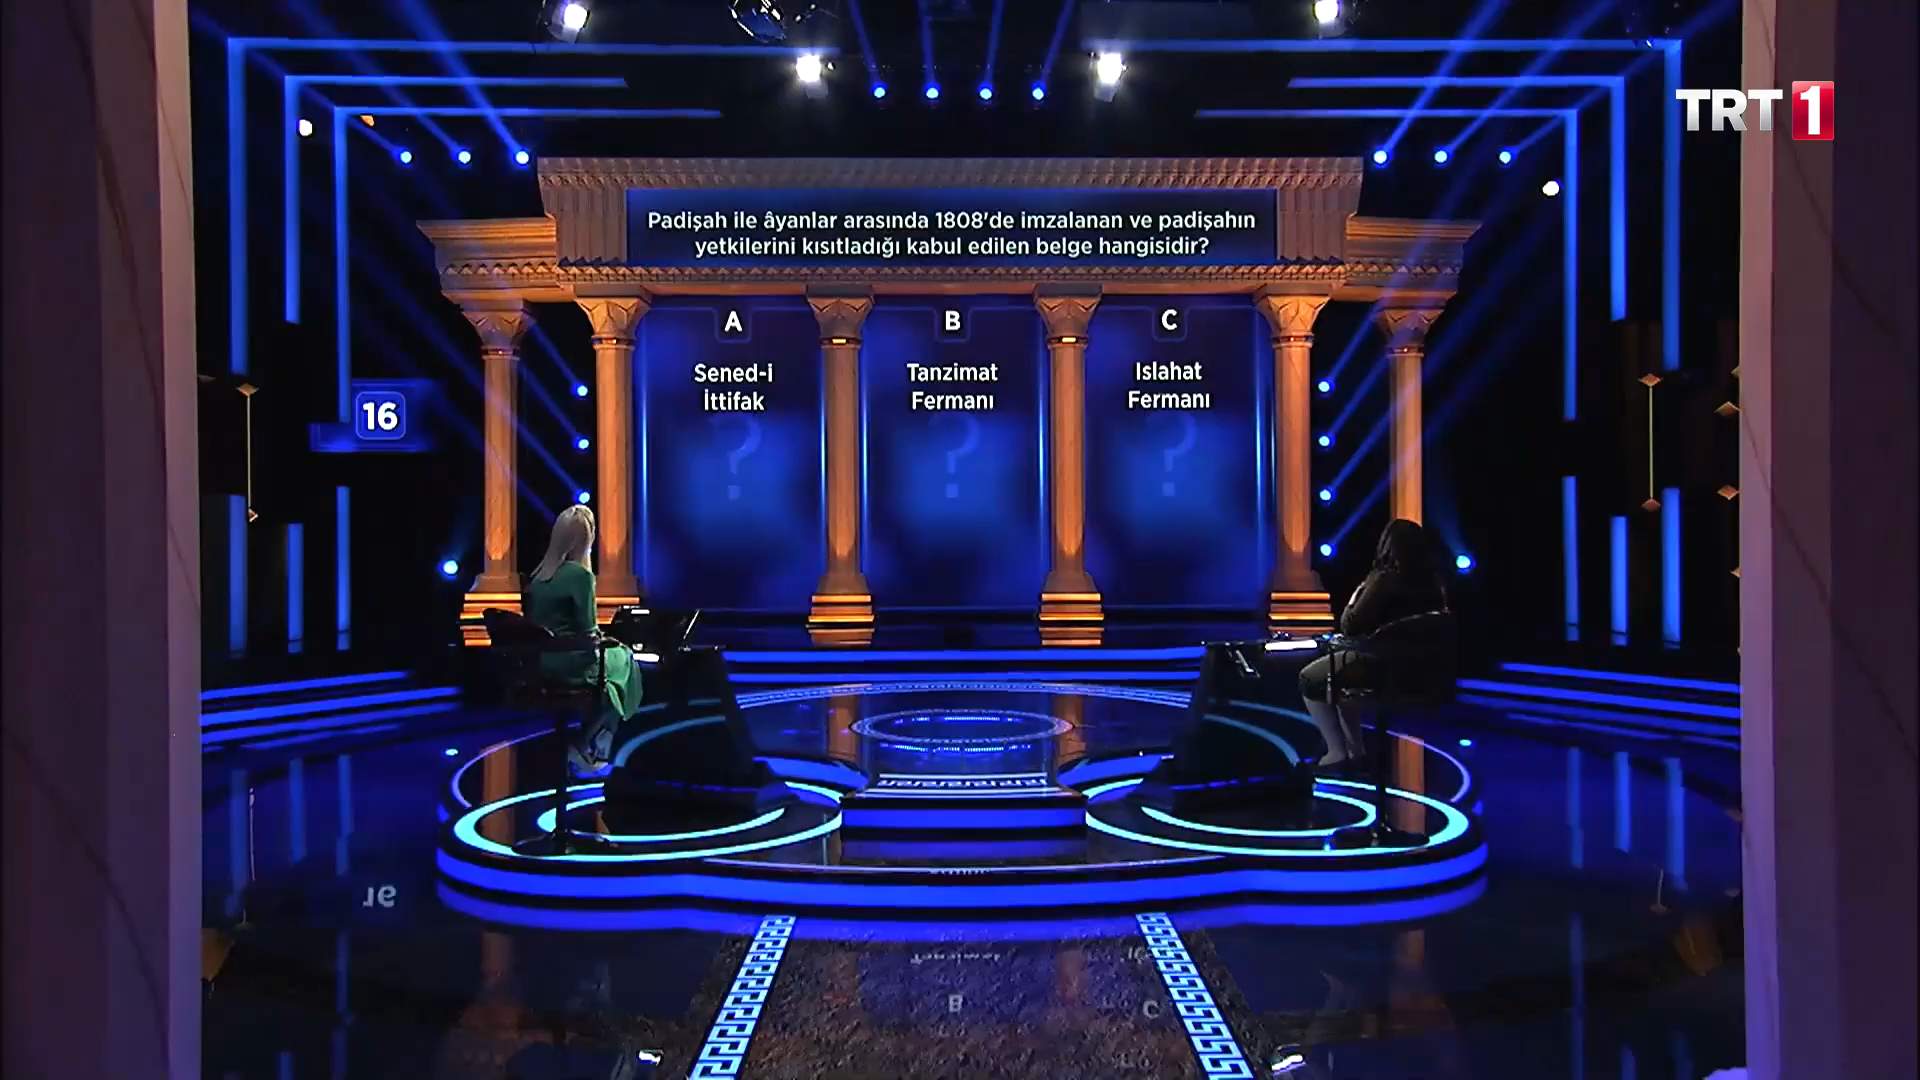 TRT 1
Padişah ile âyanlar arasında 1808'de imzalanan ve padişahın
yetkilerini kısıtladığı kabul edilen belge hangisidir?
A
Sened-i
İttifak
B
Tanzimat
Fermanı
C
Islahat
Fermanı
16